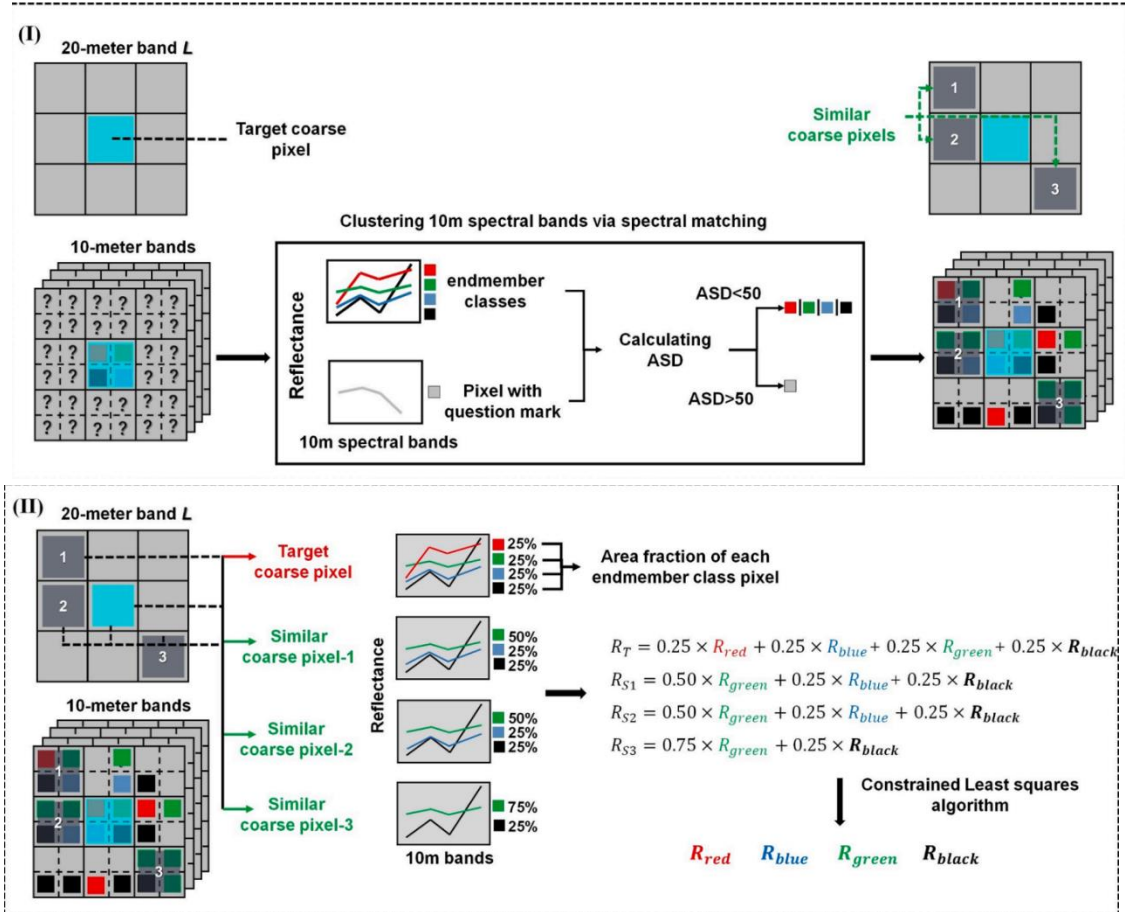 (I)
20-meter band L
Target coarse
pixel
1
2
3
Similar
coarse pixels
10-meter bands
? ? ? ? ? ?
? ? ? ? ? ?
? ? ? ?
? ? ? ?
? ? ? ? ? ?
? ? ? ? ? ?
Clustering 10m spectral bands via spectral matching
Reflectance
endmember
classes
Pixel with
question mark
10m spectral bands
Calculating
ASD
ASD<50
ASD>50
1
2
3
(II)
20-meter band L
1
2
3
10-meter bands
1
2
3
Target
coarse pixel
Similar
coarse pixel-1
Similar
coarse pixel-2
Similar
coarse pixel-3
Reflectance
25%
25%
25%
25%
50%
25%
25%
50%
25%
25%
75%
25%
10m bands
Area fraction of each
endmember class pixel
R_T = 0.25 × R_red + 0.25 × R_blue + 0.25 × R_green + 0.25 × R_black
R_S1 = 0.50 × R_green + 0.25 × R_blue + 0.25 × R_black
R_S2 = 0.50 × R_green + 0.25 × R_blue + 0.25 × R_black
R_S3 = 0.75 × R_green + 0.25 × R_black
Constrained Least squares
algorithm
R_red R_blue R_green R_black